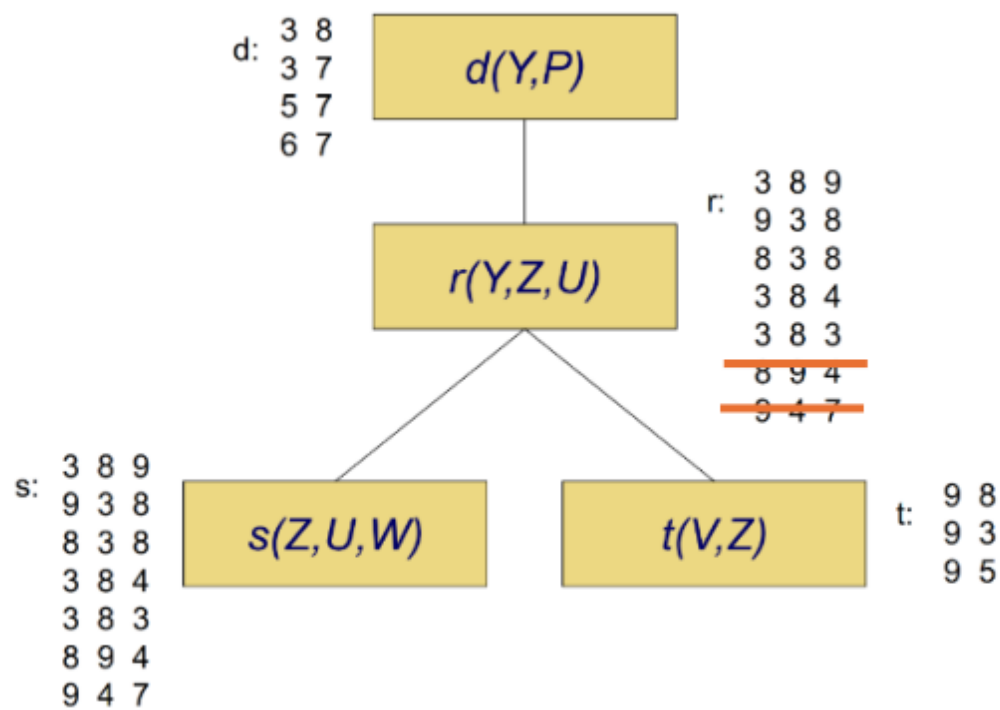 d:
3 8
3 7
5 7
6 7
d(Y,P)
r:
3 8 9
9 3 8
8 3 8
3 8 4
3 8 3
8 9 4
9 4 7
r(Y,Z,U)
s:
3 8 9
9 3 8
8 3 8
3 8 4
3 8 3
8 9 4
9 4 7
s(Z,U,W)
t(V,Z)
t:
9 8
9 3
9 5